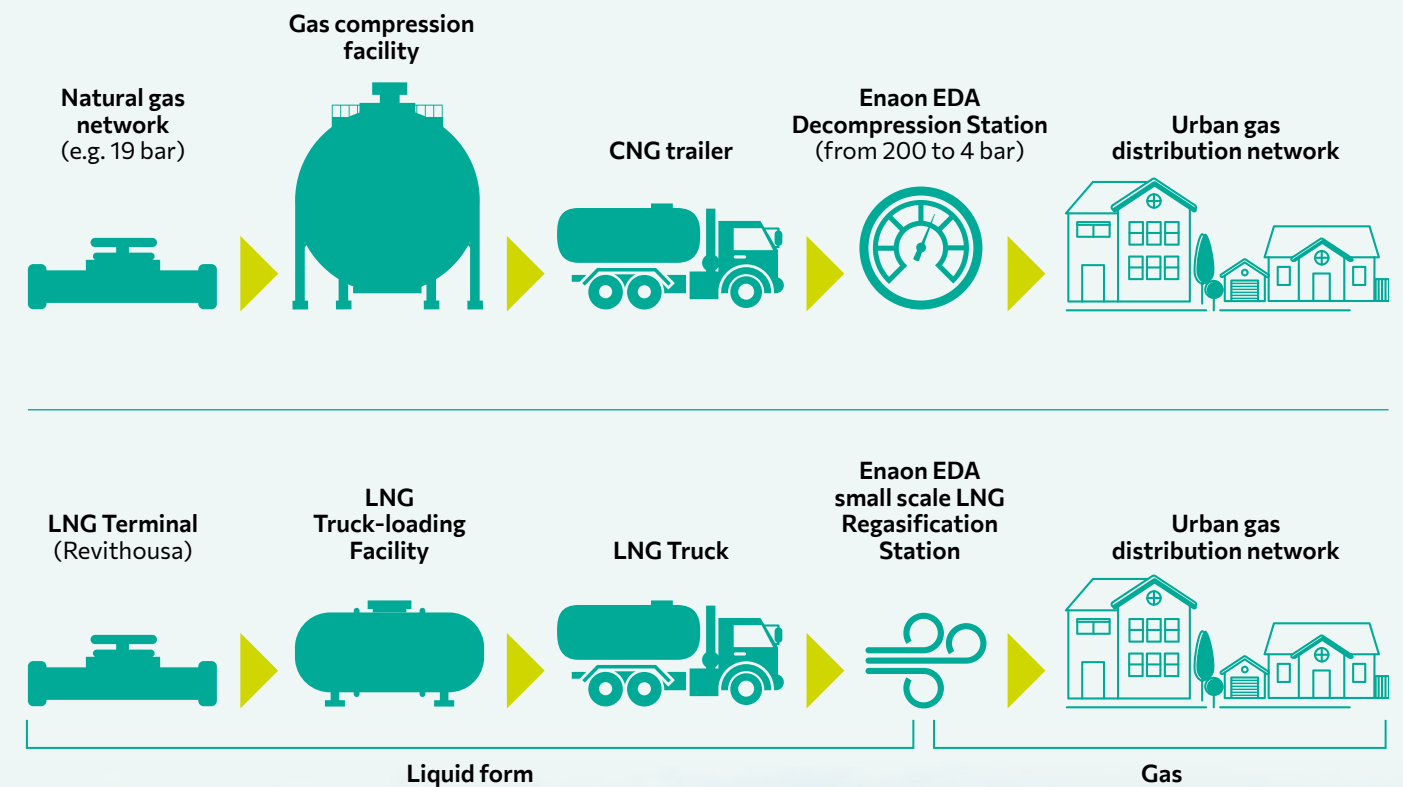 Natural gas
network
(e.g. 19 bar)
Gas compression
facility
CNG trailer
Enaon EDA
Decompression Station
(from 200 to 4 bar)
Urban gas
distribution network
LNG Terminal
(Revithousa)
LNG
Truck-loading
Facility
LNG Truck
Enaon EDA
small scale LNG
Regasification
Station
Urban gas
distribution network
Liquid form
Gas